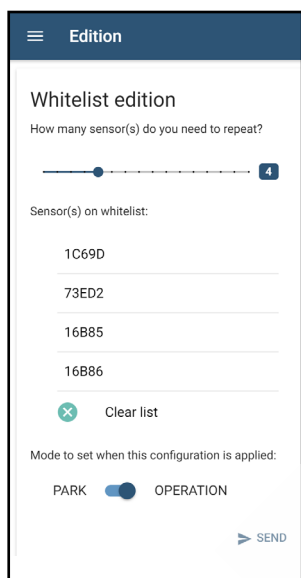 Edition
Whitelist edition
How many sensor(s) do you need to repeat?
4
Sensor(s) on whitelist:
1C69D
73ED2
16B85
16B86
Clear list
Mode to set when this configuration is applied:
PARK OPERATION
SEND